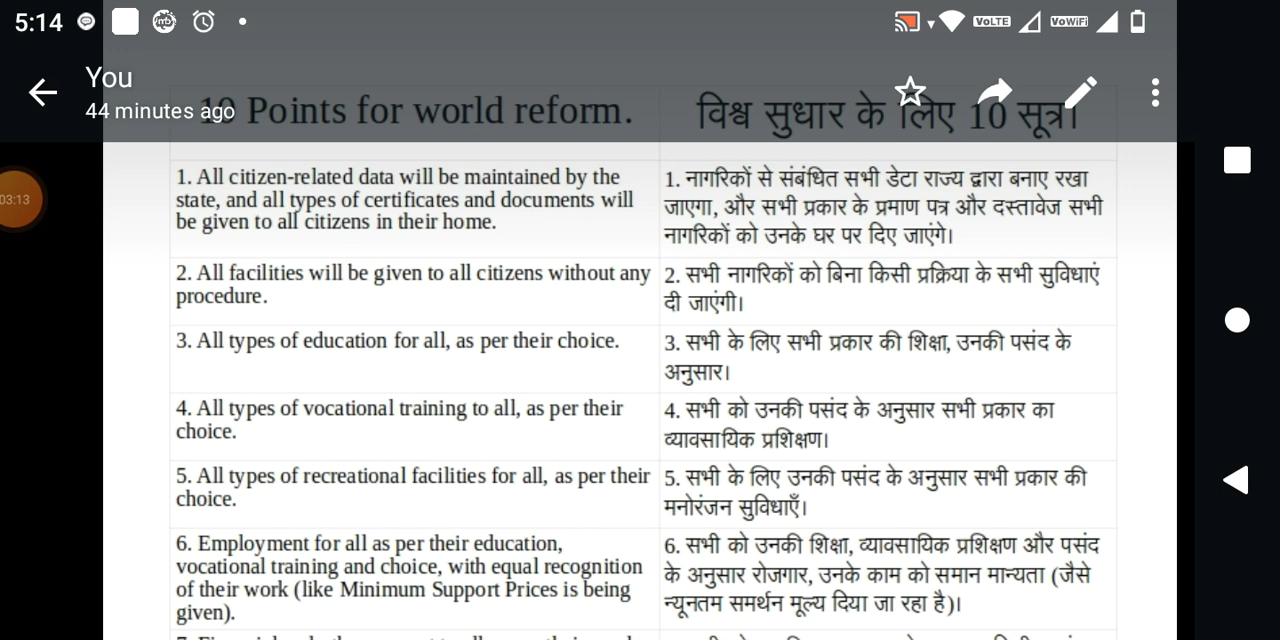 5:14
VoLTE
VoWiFi
You
44 minutes ago
03:13
10 Points for world reform.
विश्व सुधार के लिए 10 सूत्र।
1. All citizen-related data will be maintained by the
state, and all types of certificates and documents will
be given to all citizens in their home.
1. नागरिकों से संबंधित सभी डेटा राज्य द्वारा बनाए रखा
जाएगा, और सभी प्रकार के प्रमाण पत्र और दस्तावेज सभी
नागरिकों को उनके घर पर दिए जाएंगे।
2. All facilities will be given to all citizens without any
procedure.
2. सभी नागरिकों को बिना किसी प्रक्रिया के सभी सुविधाएं
दी जाएंगी।
3. All types of education for all, as per their choice.
3. सभी के लिए सभी प्रकार की शिक्षा, उनकी पसंद के
अनुसार।
4. All types of vocational training to all, as per their
choice.
4. सभी को उनकी पसंद के अनुसार सभी प्रकार का
व्यावसायिक प्रशिक्षण।
5. All types of recreational facilities for all, as per their
choice.
5. सभी के लिए उनकी पसंद के अनुसार सभी प्रकार की
मनोरंजन सुविधाएँ।
6. Employment for all as per their education,
vocational training and choice, with equal recognition
of their work (like Minimum Support Prices is being
given).
6. सभी को उनकी शिक्षा, व्यावसायिक प्रशिक्षण और पसंद
के अनुसार रोजगार, उनके काम को समान मान्यता (जैसे
न्यूनतम समर्थन मूल्य दिया जा रहा है)।